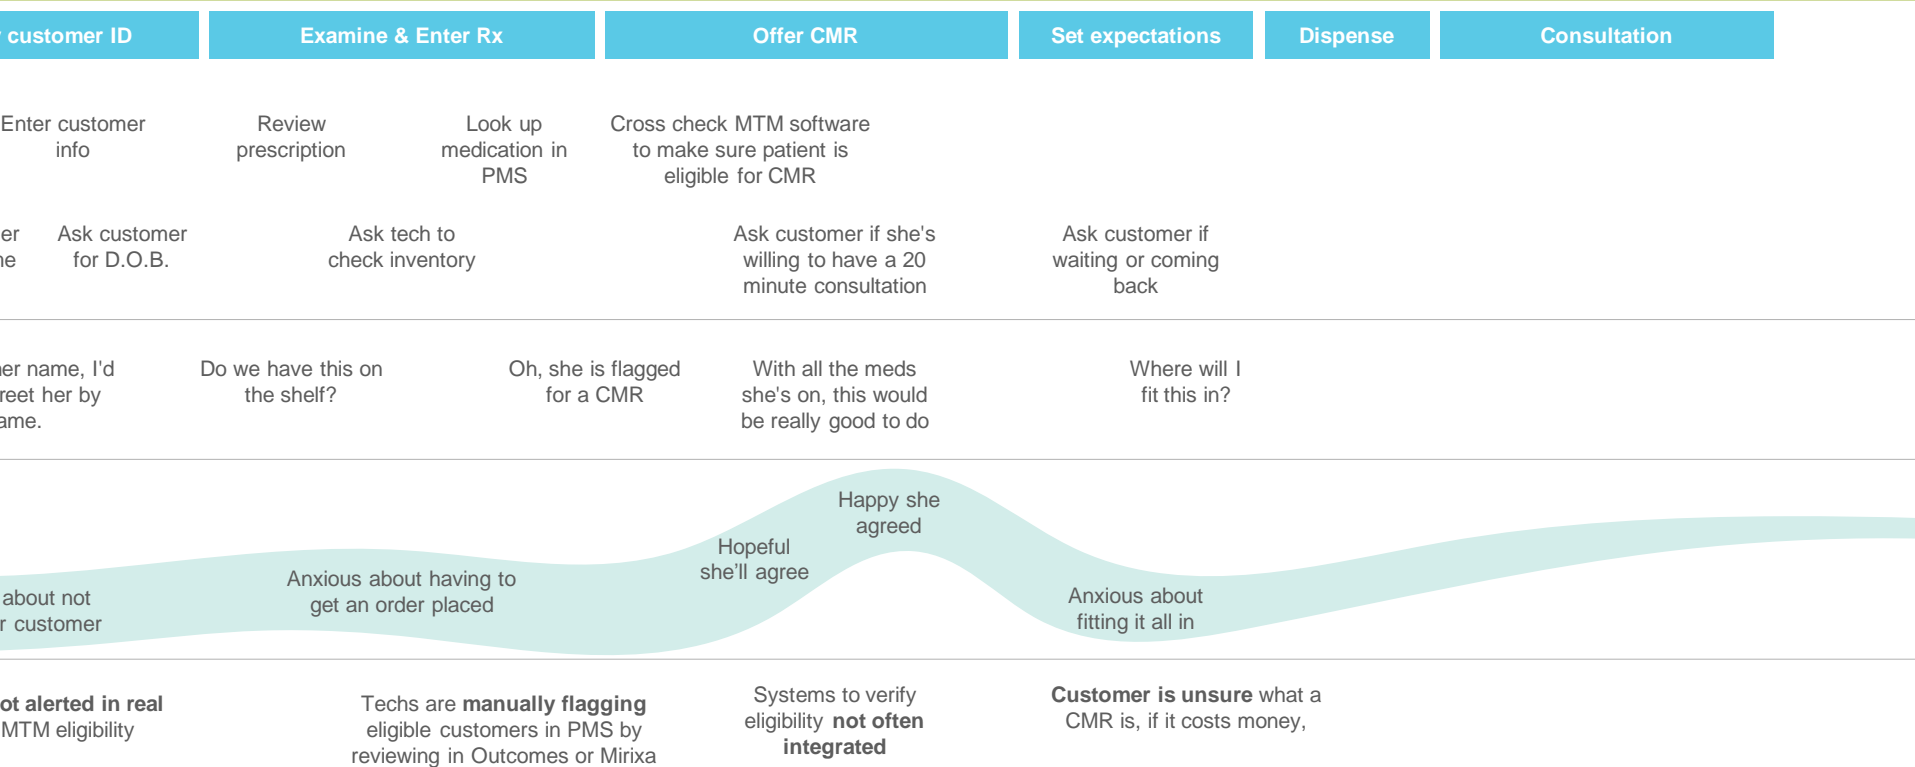 customer ID
Examine & Enter Rx
Offer CMR
Set expectations
Dispense
Consultation
Enter customer
info
Review
prescription
Look up
medication in
PMS
Cross check MTM software
to make sure patient is
eligible for CMR
Ask customer
for D.O.B.
Ask tech to
check inventory
Ask customer if she's
willing to have a 20
minute consultation
Ask customer if
waiting or coming
back
name, I'd
her by
Do we have this on
the shelf?
Oh, she is flagged
for a CMR
With all the meds
she's on, this would
be really good to do
Where will I
fit this in?
about not
customer
Anxious about having to
get an order placed
Hopeful
she’ll agree
Happy she
agreed
Anxious about
fitting it all in
alerted in real
MTM eligibility
Techs are manually flagging
eligible customers in PMS by
reviewing in Outcomes or Mirixa
Systems to verify
eligibility not often
integrated
Customer is unsure what a
CMR is, if it costs money,